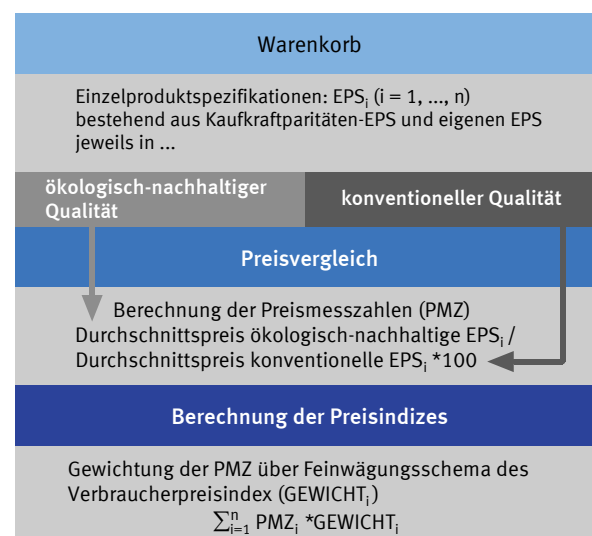 Warenkorb
Einzelproduktspezifikationen: EPSᵢ (i = 1, ..., n)
bestehend aus Kaufkraftparitäten-EPS und eigenen EPS
jeweils in ...
ökologisch-nachhaltiger
Qualität
konventioneller Qualität
Preisvergleich
Berechnung der Preismesszahlen (PMZ)
Durchschnittspreis ökologisch-nachhaltige EPSᵢ /
Durchschnittspreis konventionelle EPSᵢ *100
Berechnung der Preisindizes
Gewichtung der PMZ über Feinwägungsschema des
Verbraucherpreisindex (GEWICHTᵢ)
∑ⁿᵢ₌₁ PMZᵢ *GEWICHTᵢ